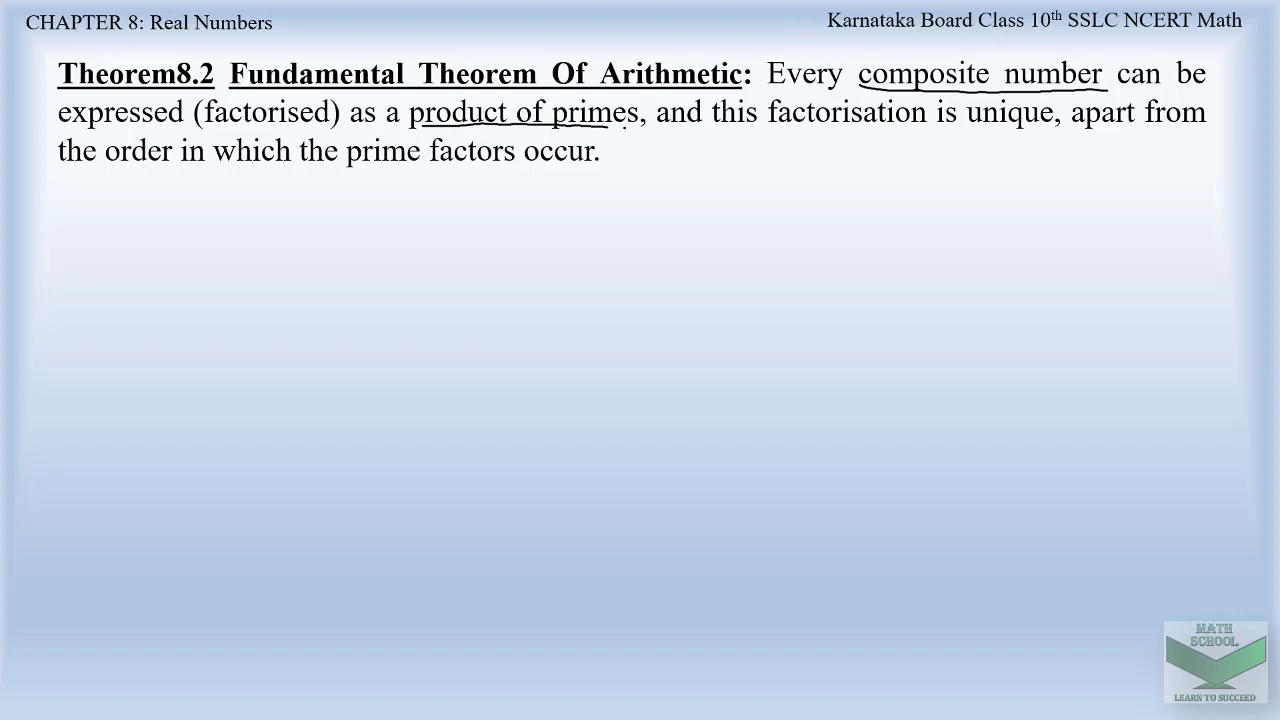 CHAPTER 8: Real Numbers
Karnataka Board Class 10th SSLC NCERT Math
Theorem8.2 Fundamental Theorem Of Arithmetic: Every composite number can be
expressed (factorised) as a product of primes, and this factorisation is unique, apart from
the order in which the prime factors occur.
MATH
SCHOOL
LEARN TO SUCCEED